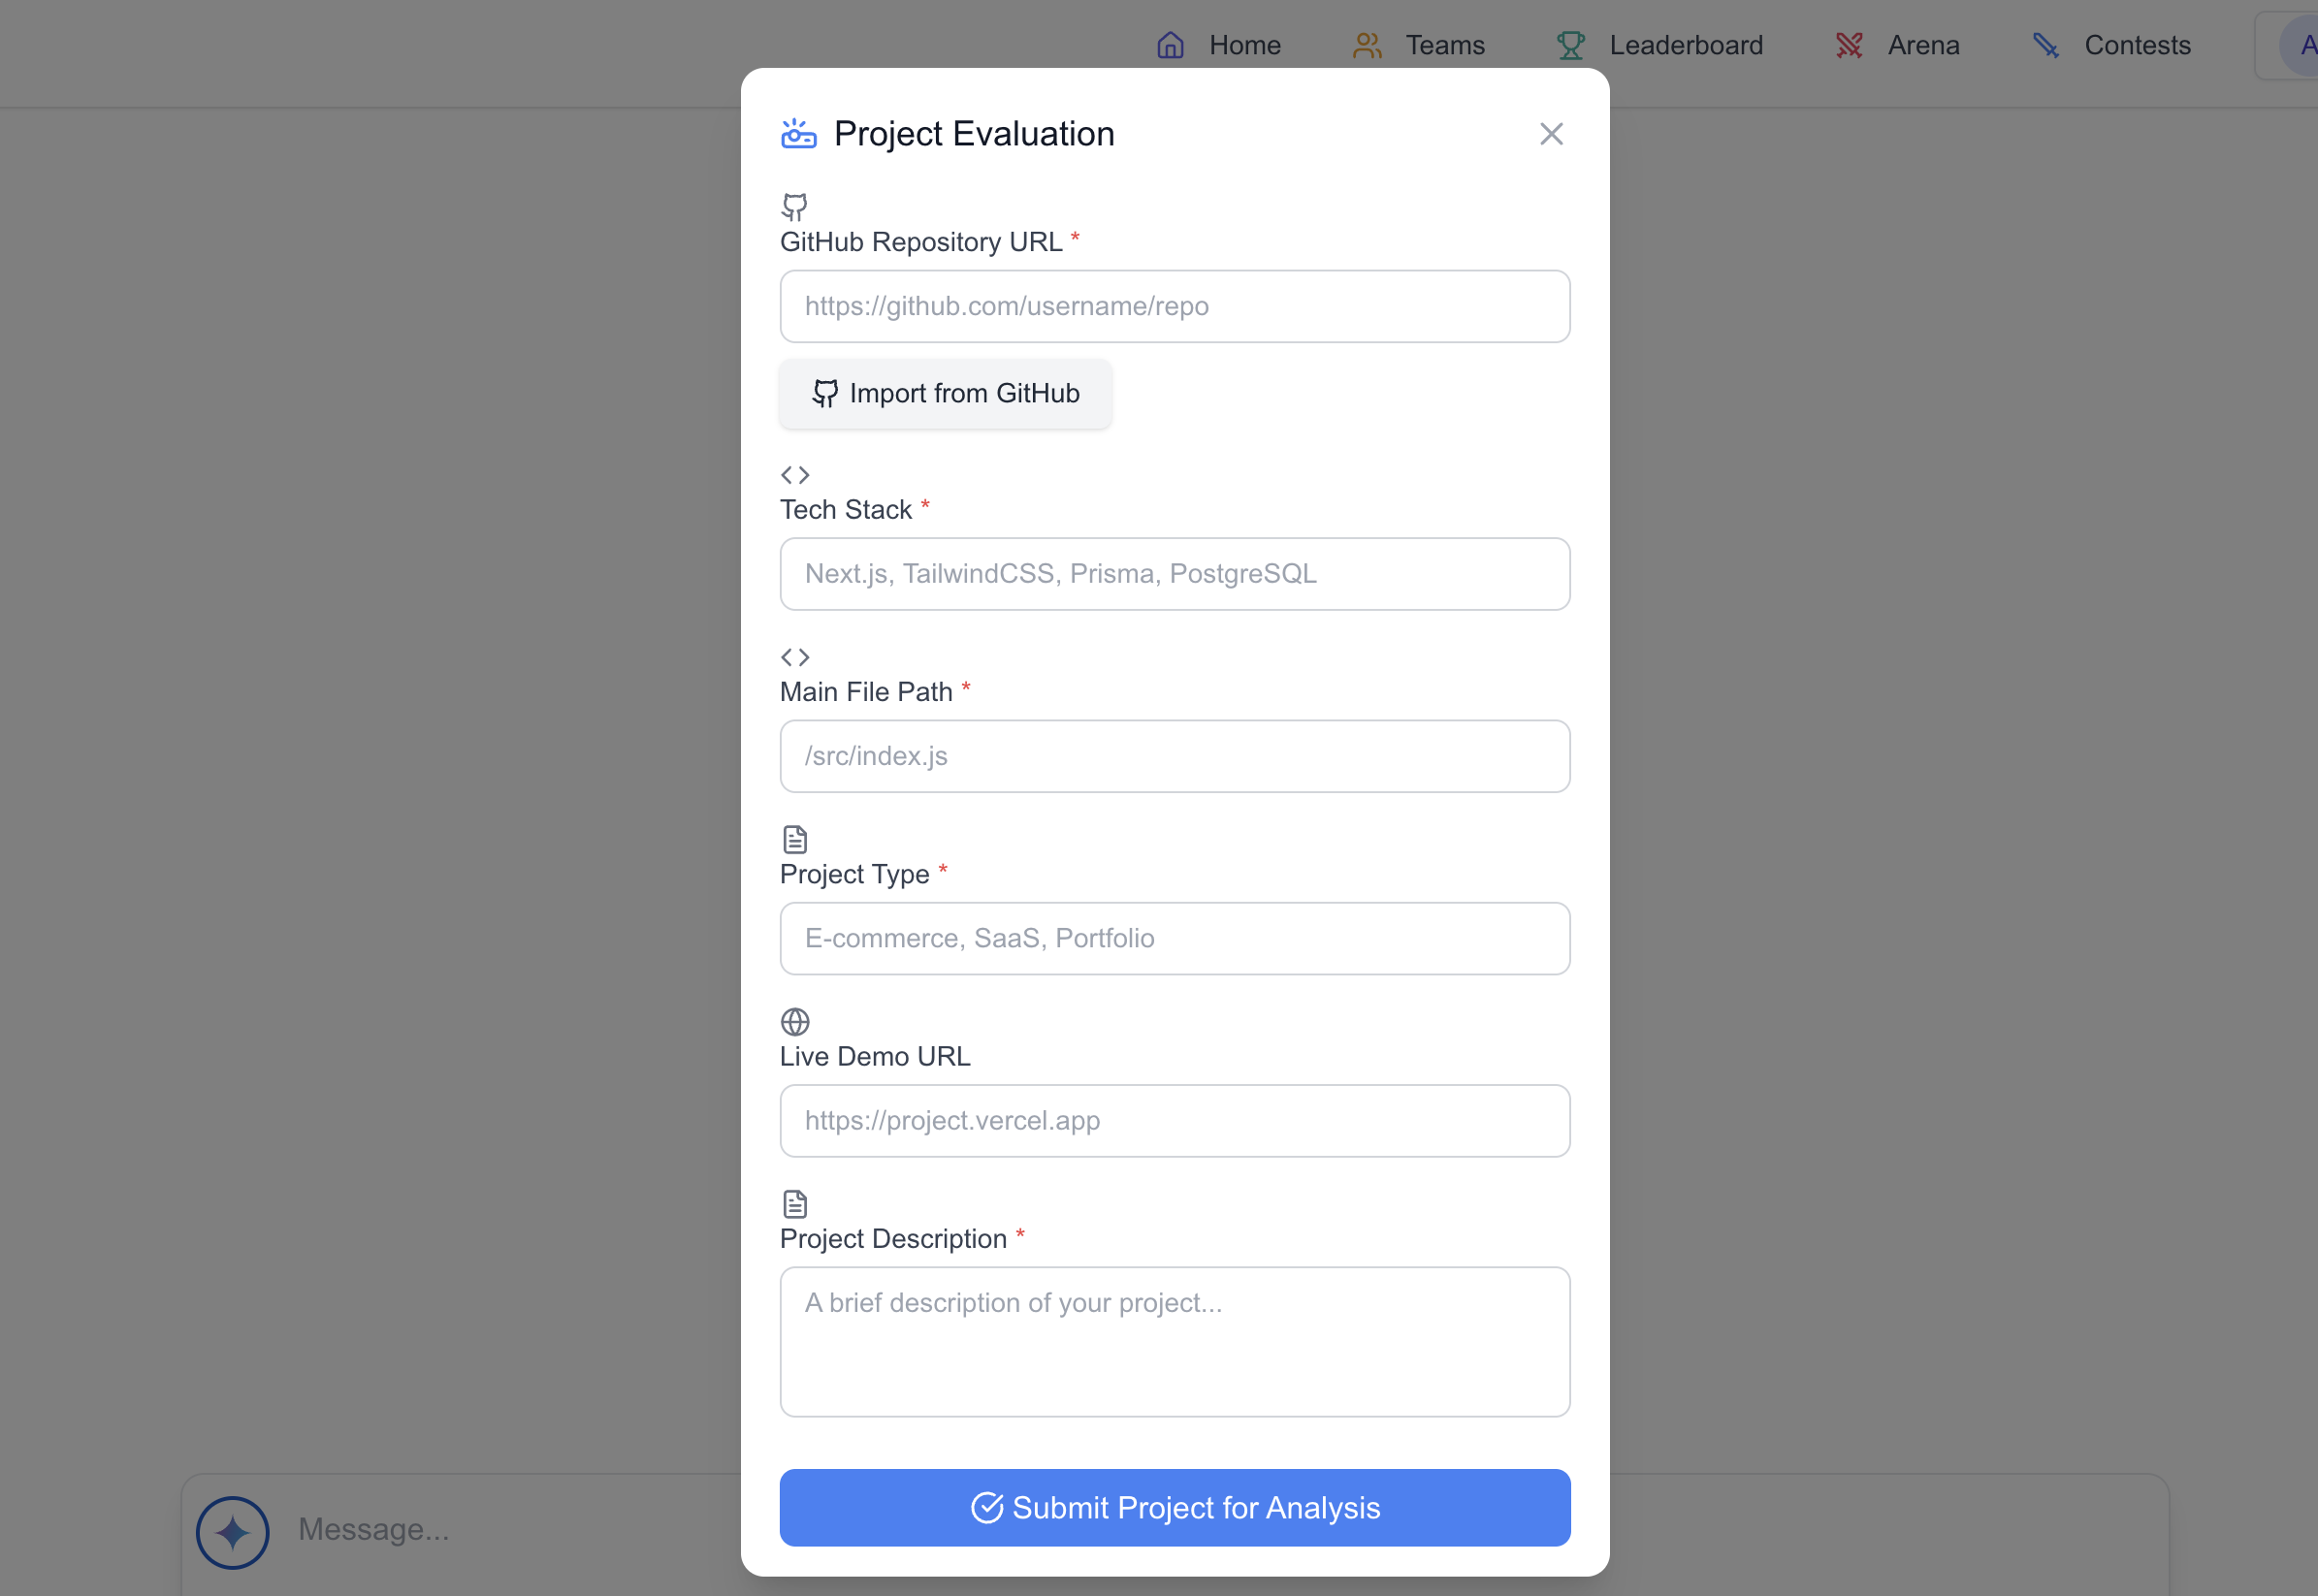 Home Teams Leaderboard Arena Contests A
Project Evaluation
GitHub Repository URL *
https://github.com/username/repo
Import from GitHub
Tech Stack *
Next.js, TailwindCSS, Prisma, PostgreSQL
Main File Path *
/src/index.js
Project Type *
E-commerce, SaaS, Portfolio
Live Demo URL
https://project.vercel.app
Project Description *
A brief description of your project...
Submit Project for Analysis
Message...